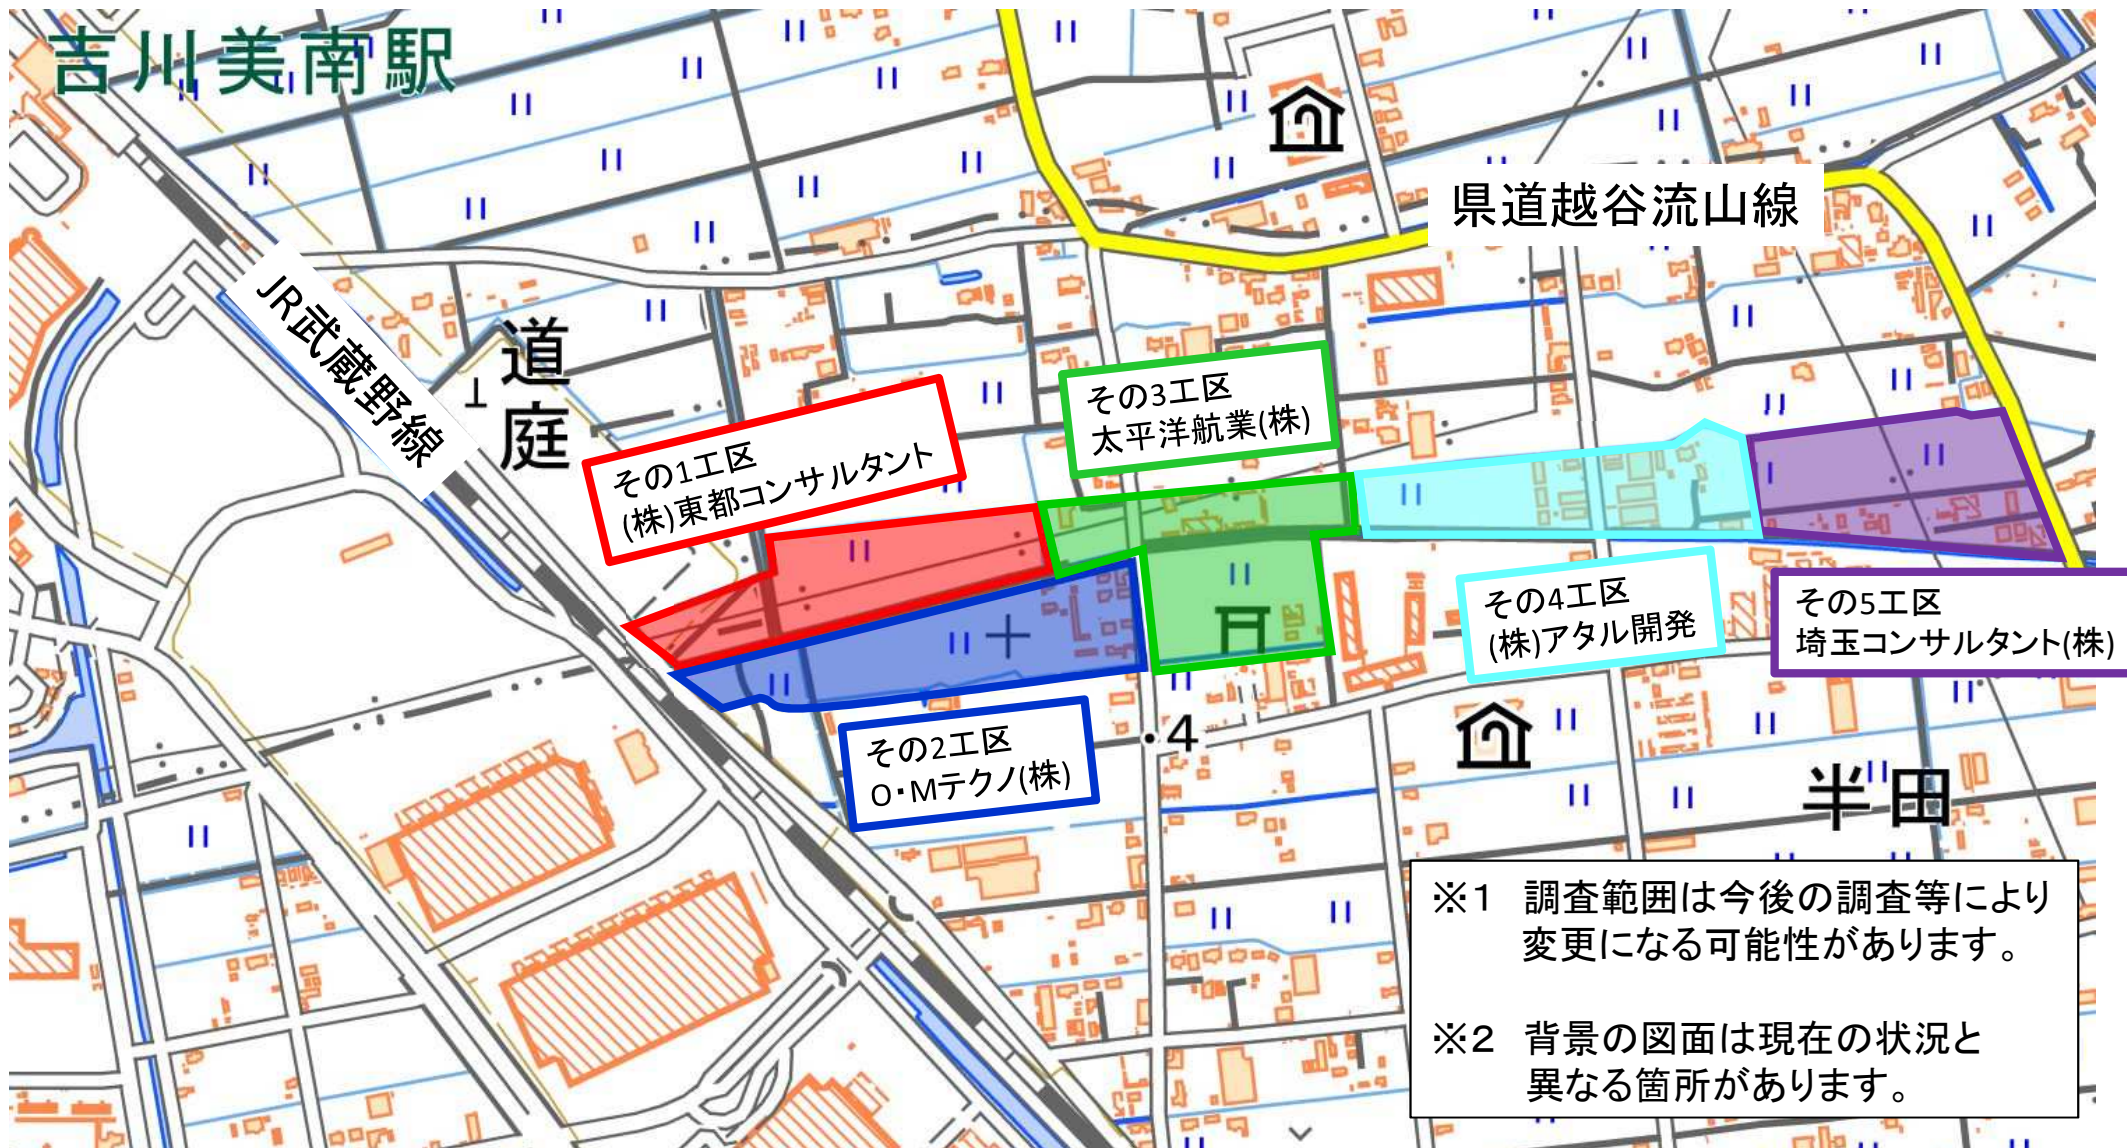 吉川美南駅
県道越谷流山線
JR武蔵野線
道庭
その1工区
(株)東都コンサルタント
その3工区
太平洋航業(株)
その4工区
(株)アタル開発
その5工区
埼玉コンサルタント(株)
その2工区
O・Mテクノ(株)
・4
半田
※1 調査範囲は今後の調査等により
変更になる可能性があります。
※2 背景の図面は現在の状況と
異なる箇所があります。